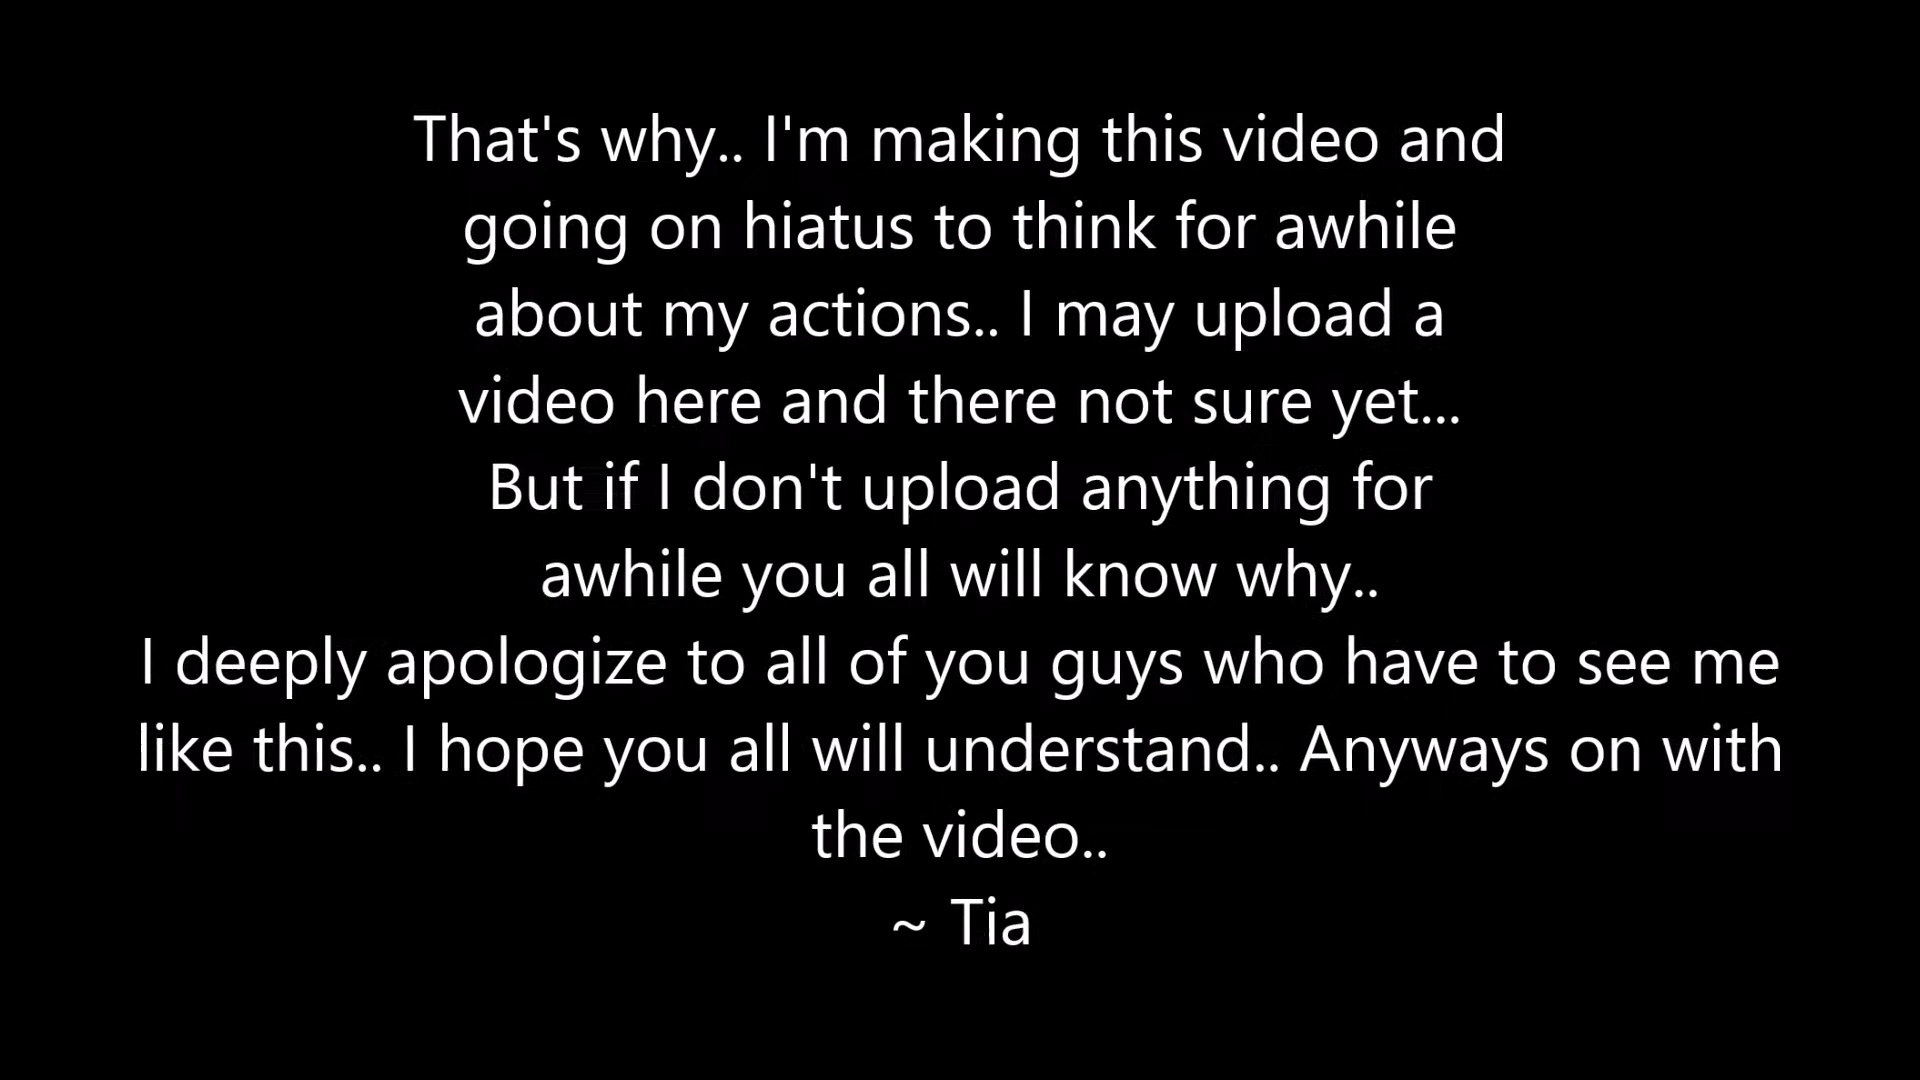 That's why.. I'm making this video and
going on hiatus to think for awhile
about my actions.. I may upload a
video here and there not sure yet...
But if I don't upload anything for
awhile you all will know why..
I deeply apologize to all of you guys who have to see me
like this.. I hope you all will understand.. Anyways on with
the video..
~ Tia